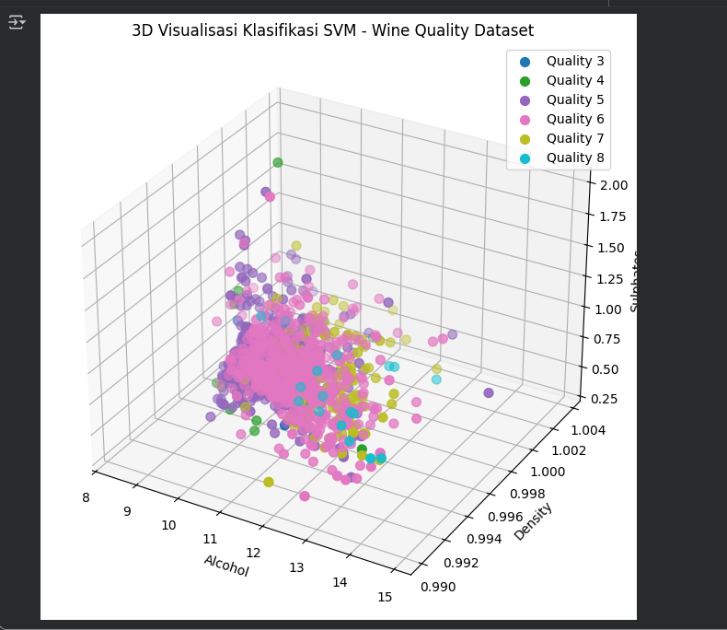 3D Visualisasi Klasifikasi SVM - Wine Quality Dataset
Quality 3
Quality 4
Quality 5
Quality 6
Quality 7
Quality 8
2.00
1.75
1.50
1.25
1.00
0.75
0.50
0.25
Sulphates
1.004
1.002
1.000
0.998
0.996
0.994
0.992
0.990
Density
8
9
10
11
12
13
14
15
Alcohol